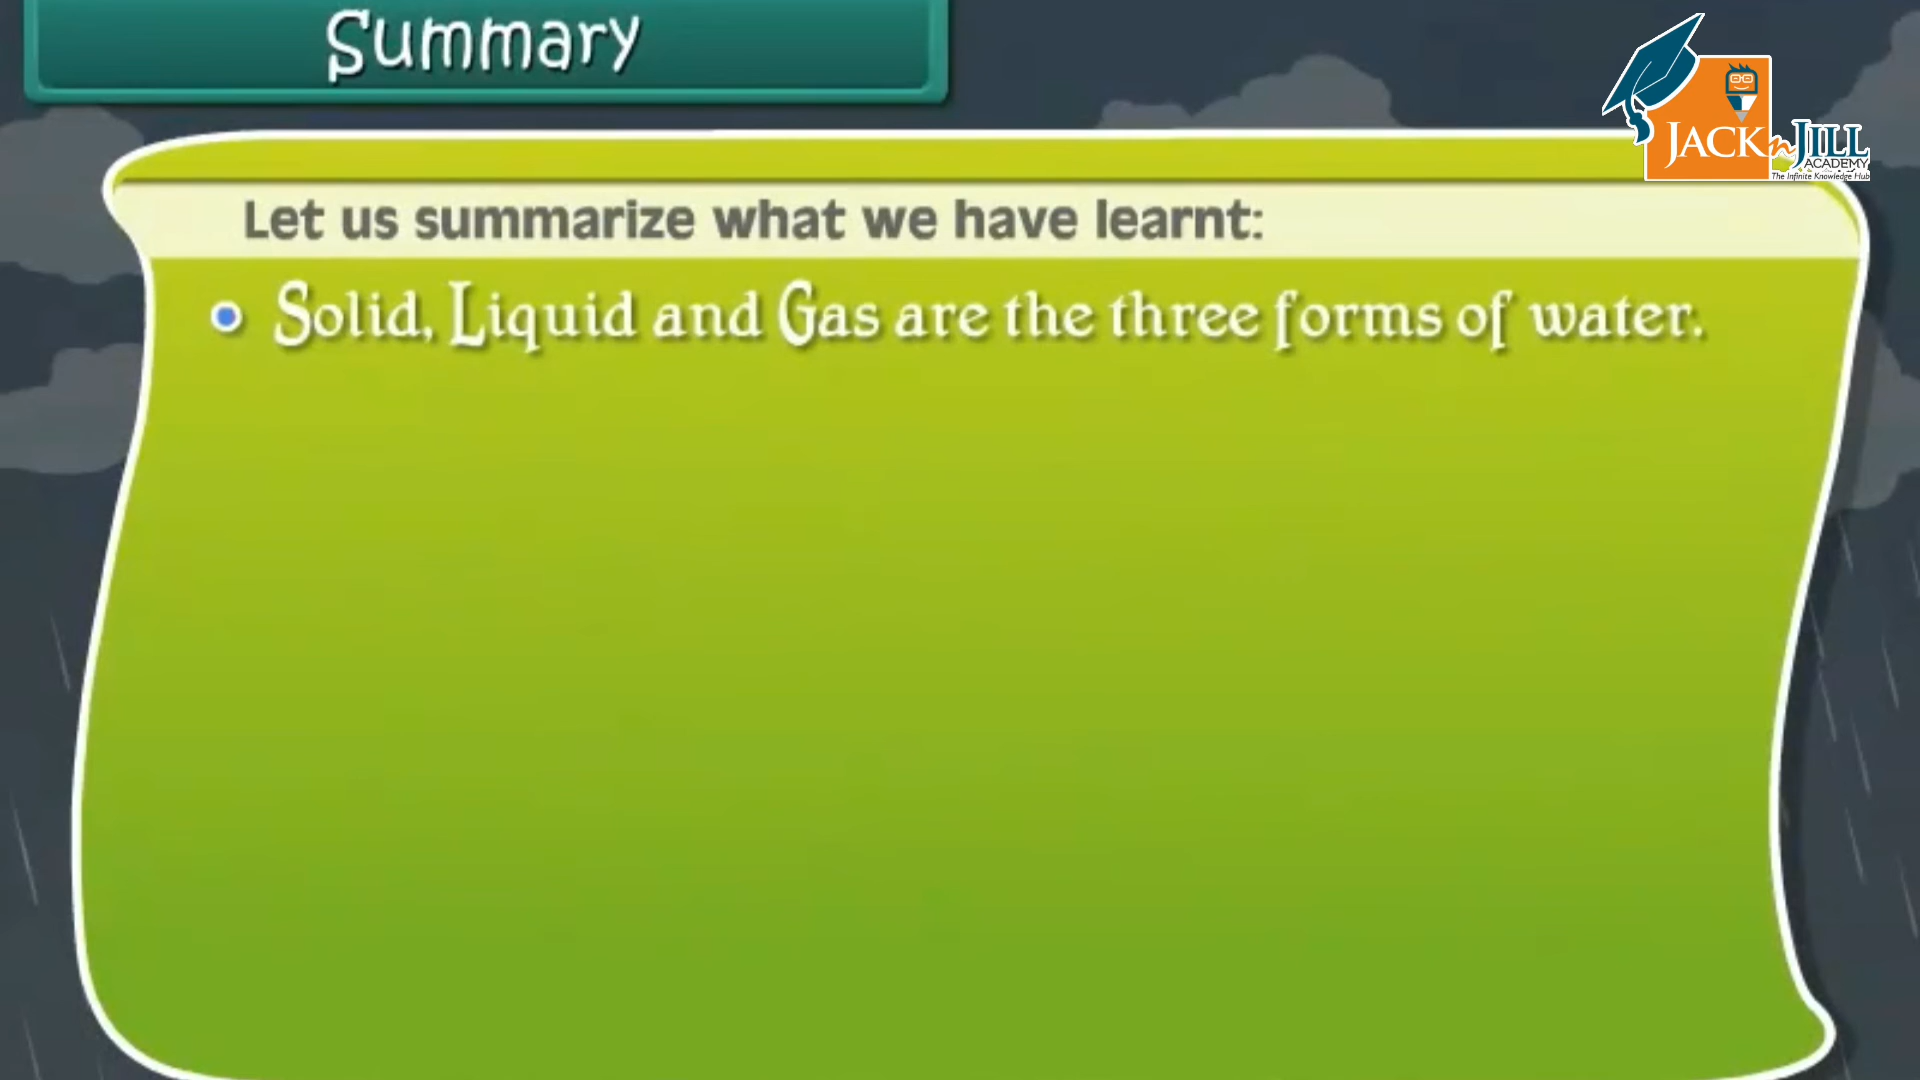 Summary
JACK n JILL
ACADEMY
The Infinite Knowledge Hub
Let us summarize what we have learnt:
Solid, Liquid and Gas are the three forms of water.